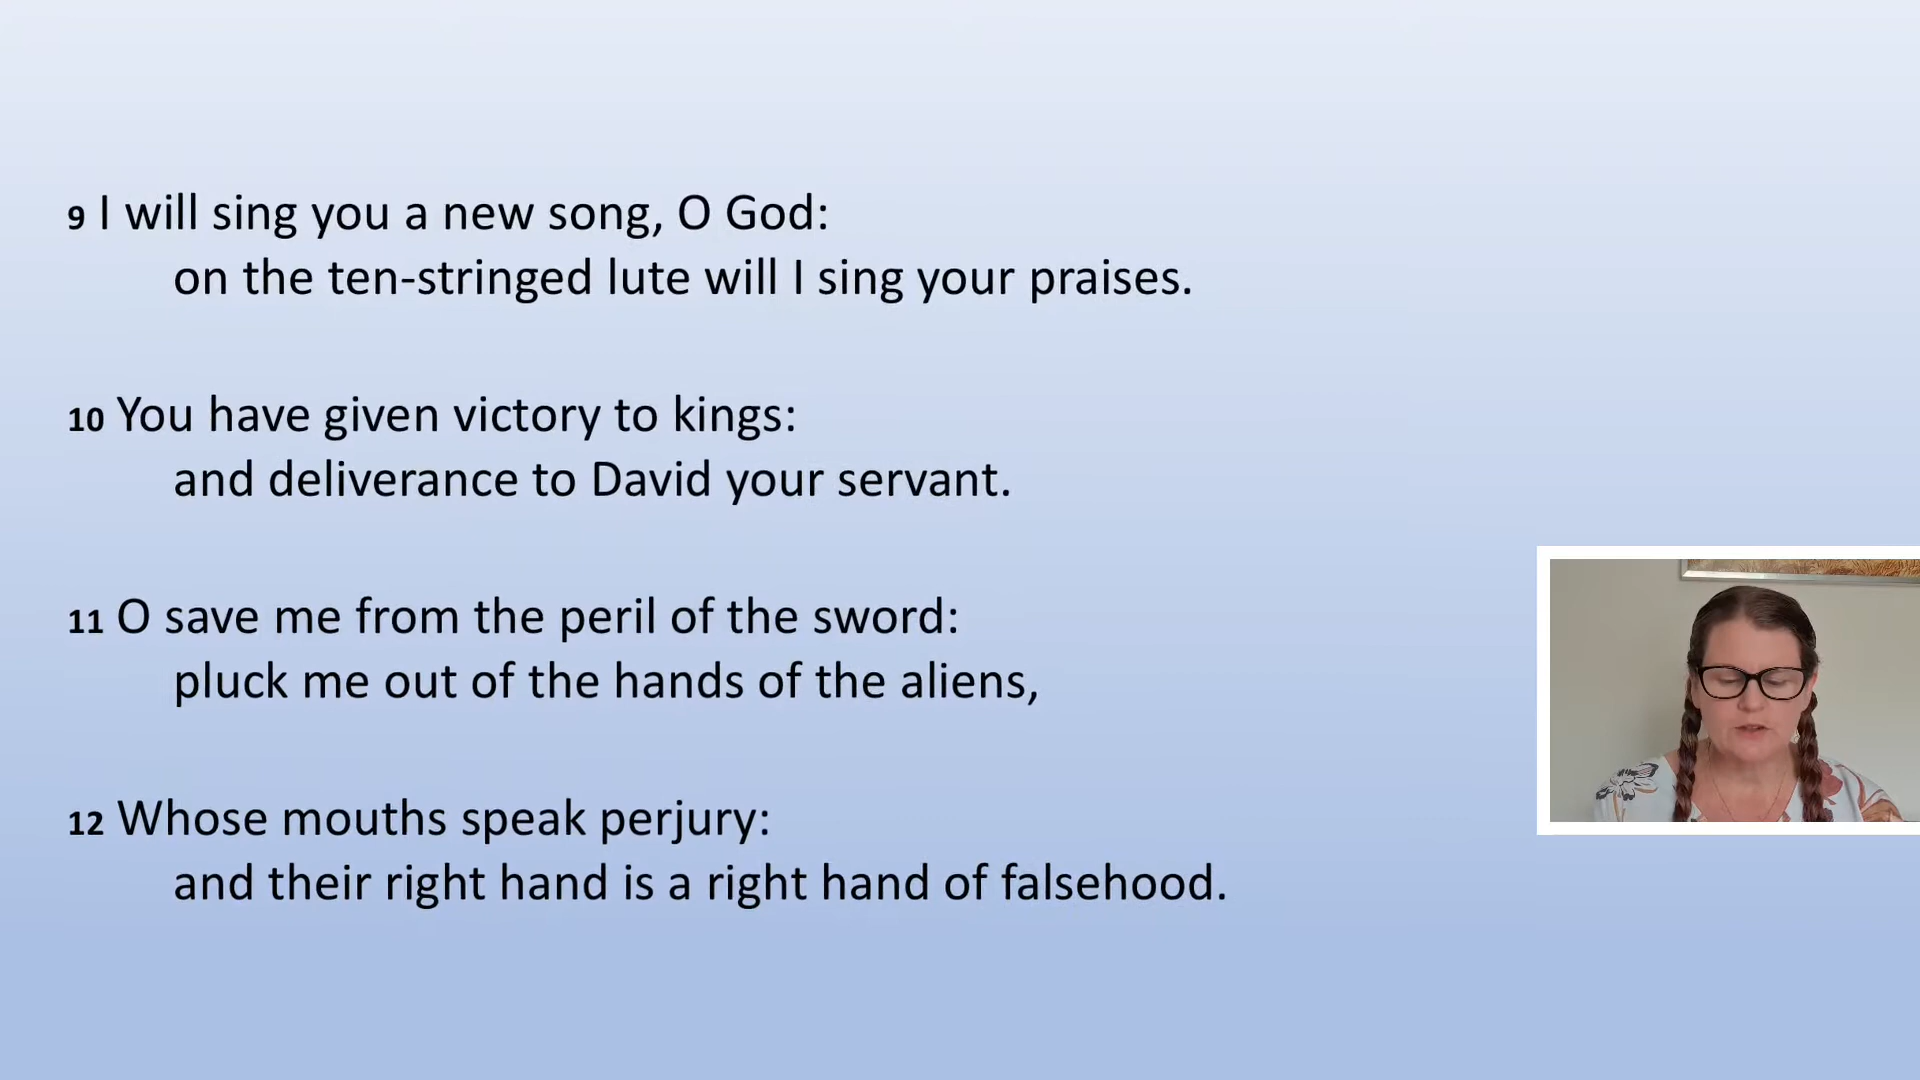 9 I will sing you a new song, O God:
on the ten-stringed lute will I sing your praises.
10 You have given victory to kings:
and deliverance to David your servant.
11 O save me from the peril of the sword:
pluck me out of the hands of the aliens,
12 Whose mouths speak perjury:
and their right hand is a right hand of falsehood.